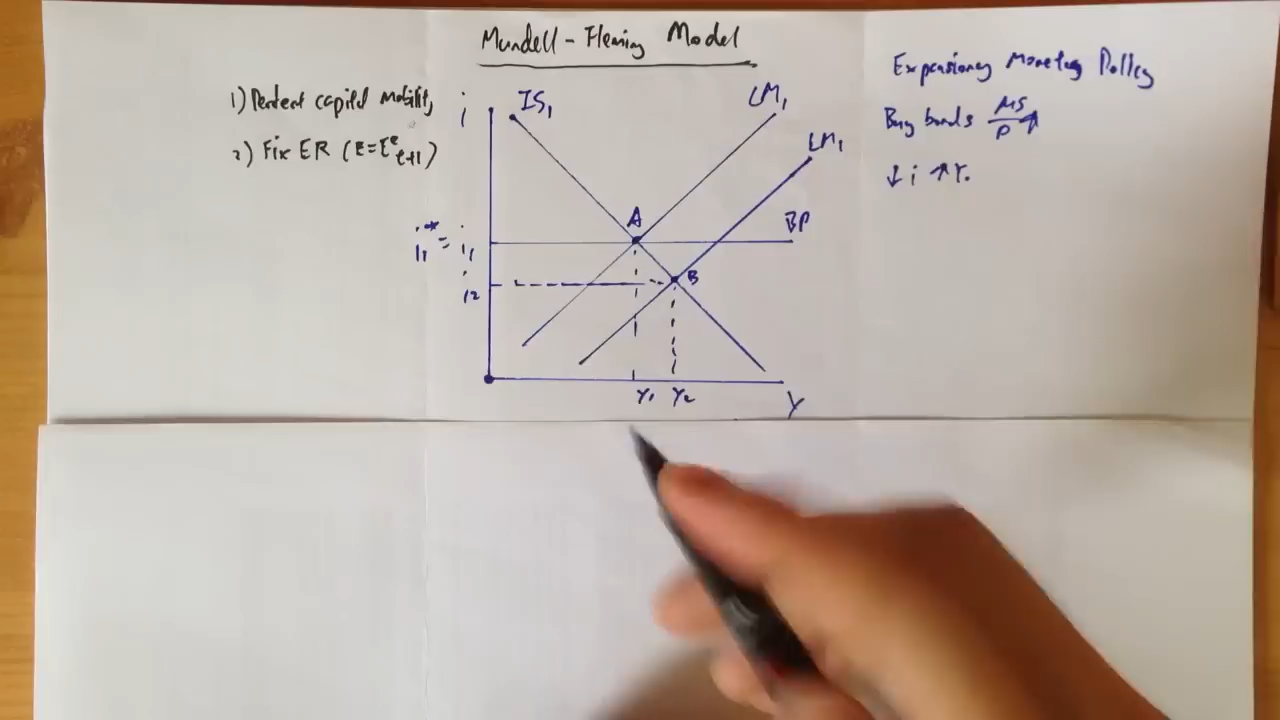 Mundell-Fleming Model
1) Perfect capital mobility
2) Fix ER (E=Eᵉt+1)
i
IS₁
LM₁
LM₁
A
BP
i₁* = i₁
i₂
B
Y₁ Y₂
Y
Expansionary Monetary Policy
Buy bonds MS/P ↑
↓ i ↑ Y.